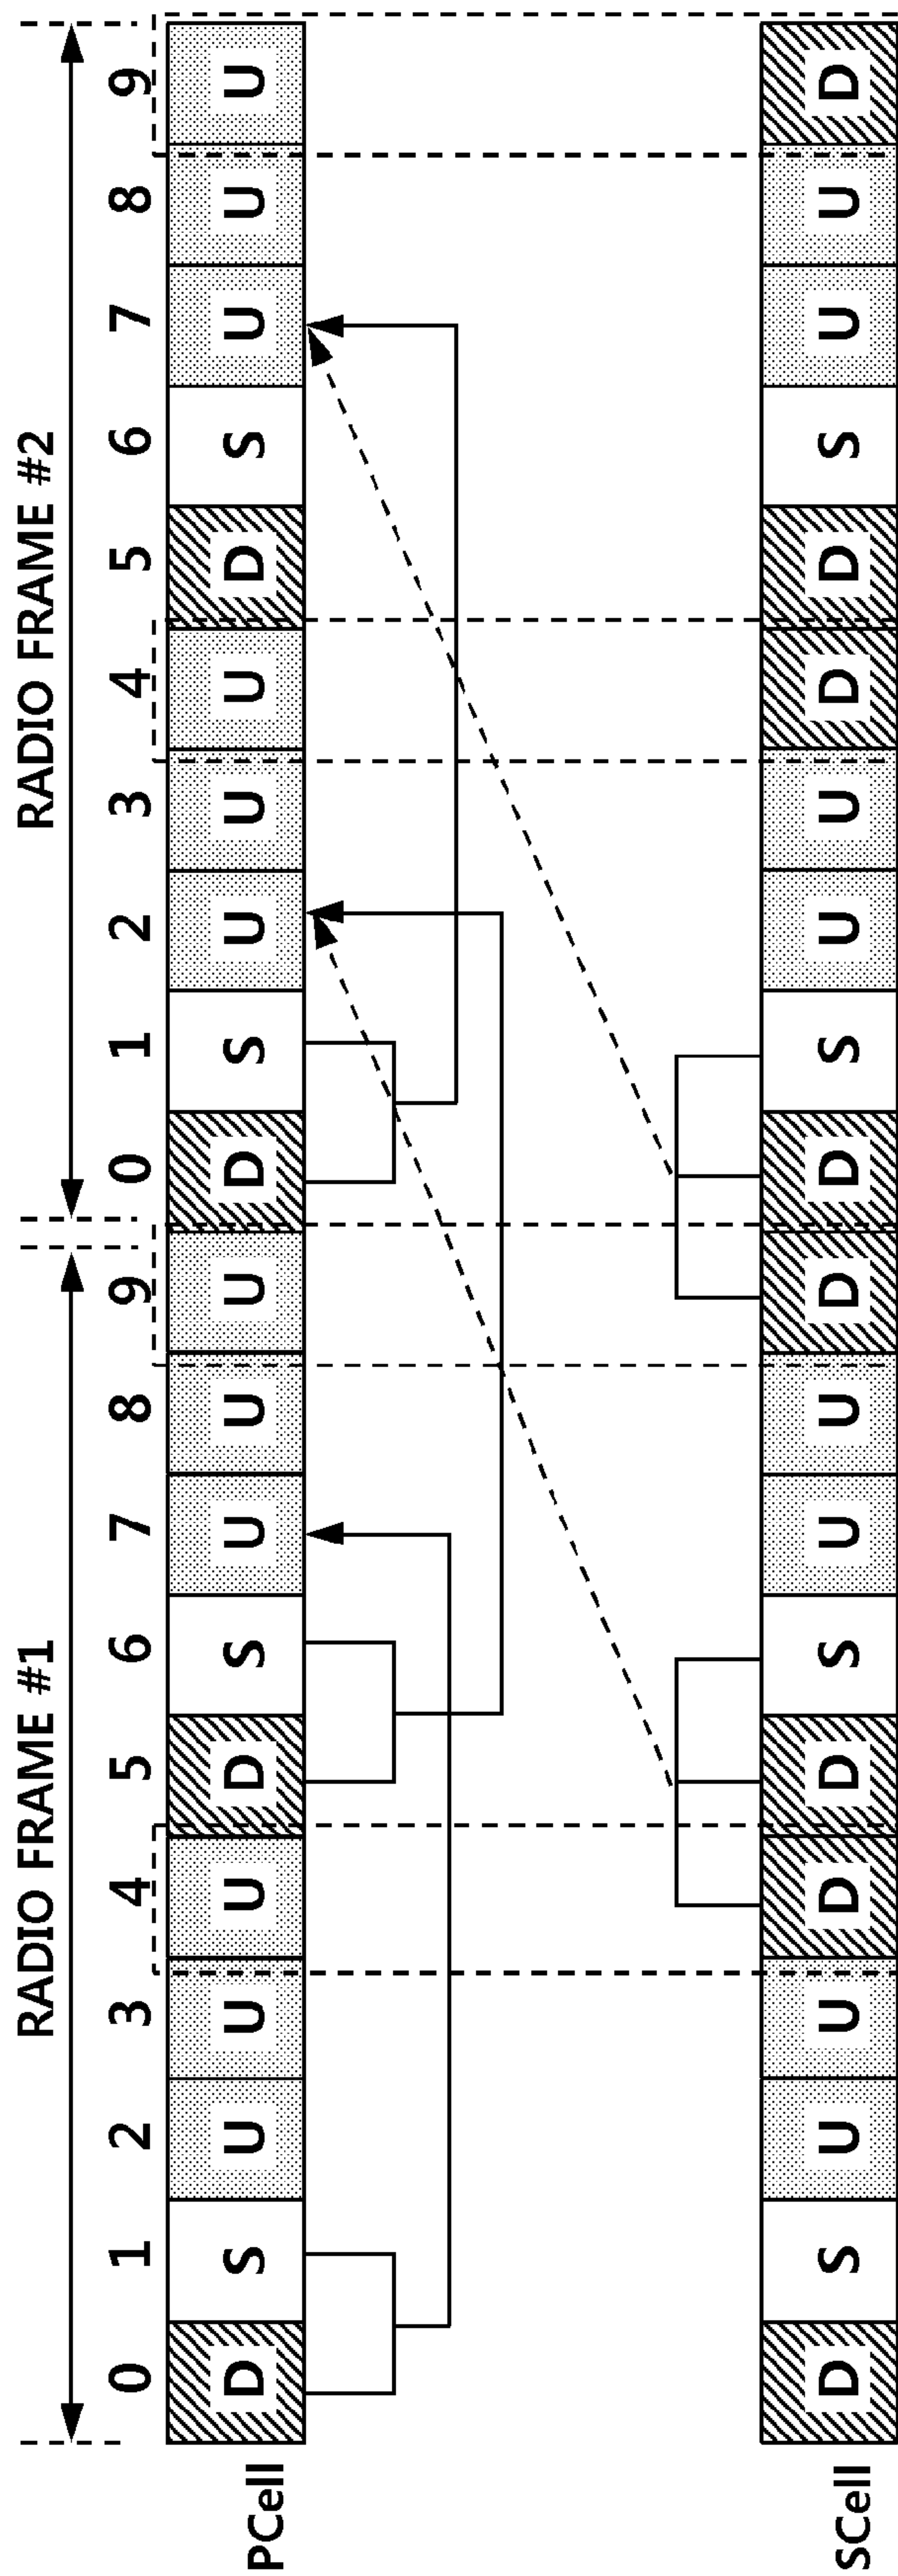 RADIO FRAME #1 RADIO FRAME #2
0 1 2 3 4 5 6 7 8 9 0 1 2 3 4 5 6 7 8 9
PCell D S U U U D S U U U D S U U U D S U U U
SCell D S U U D D S U U D D S U U D D S U U D